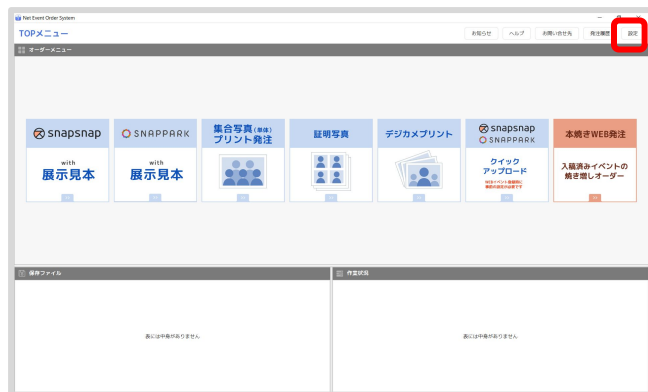 Net Event Order System
TOPメニュー
お知らせ
ヘルプ
お問い合せ先
発注履歴
設定
オーダーメニュー
snapsnap
with
展示見本
SNAPPARK
with
展示見本
集合写真(単体)
プリント発注
証明写真
デジカメプリント
snapsnap
SNAPPARK
クイック
アップロード
本焼きWEB発注
入稿済みイベントの
焼き増しオーダー
保存ファイル
表には中身がありません
作業状況
表には中身がありません